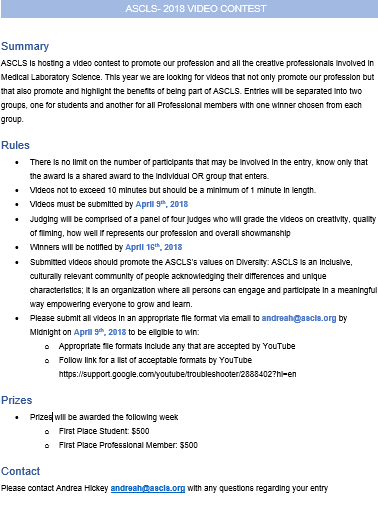 ASCLS- 2018 VIDEO CONTEST
Summary
ASCLS is hosting a video contest to promote our profession and all the creative professionals involved in
Medical Laboratory Science. This year we are looking for videos that not only promote our profession but
that also promote and highlight the benefits of being part of ASCLS. Entries will be separated into two
groups, one for students and another for all Professional members with one winner chosen from each
group.
Rules
• There is no limit on the number of participants that may be involved in the entry, know only that
the award is a shared award to the individual OR group that enters.
• Videos not to exceed 10 minutes but should be a minimum of 1 minute in length.
• Videos must be submitted by April 9th, 2018
• Judging will be comprised of a panel of four judges who will grade the videos on creativity, quality
of filming, how well if represents our profession and overall showmanship
• Winners will be notified by April 16th, 2018
• Submitted videos should promote the ASCLS's values on Diversity: ASCLS is an inclusive,
culturally relevant community of people acknowledging their differences and unique
characteristics; it is an organization where all persons can engage and participate in a meaningful
way empowering everyone to grow and learn.
• Please submit all videos in an appropriate file format via email to andreah@ascls.org by
Midnight on April 9th, 2018 to be eligible to win:
o Appropriate file formats include any that are accepted by YouTube
o Follow link for a list of acceptable formats by YouTube
https://support.google.com/youtube/troubleshooter/2888402?hl=en
Prizes
• Prizes will be awarded the following week
o First Place Student: $500
o First Place Professional Member: $500
Contact
Please contact Andrea Hickey andreah@ascls.org with any questions regarding your entry